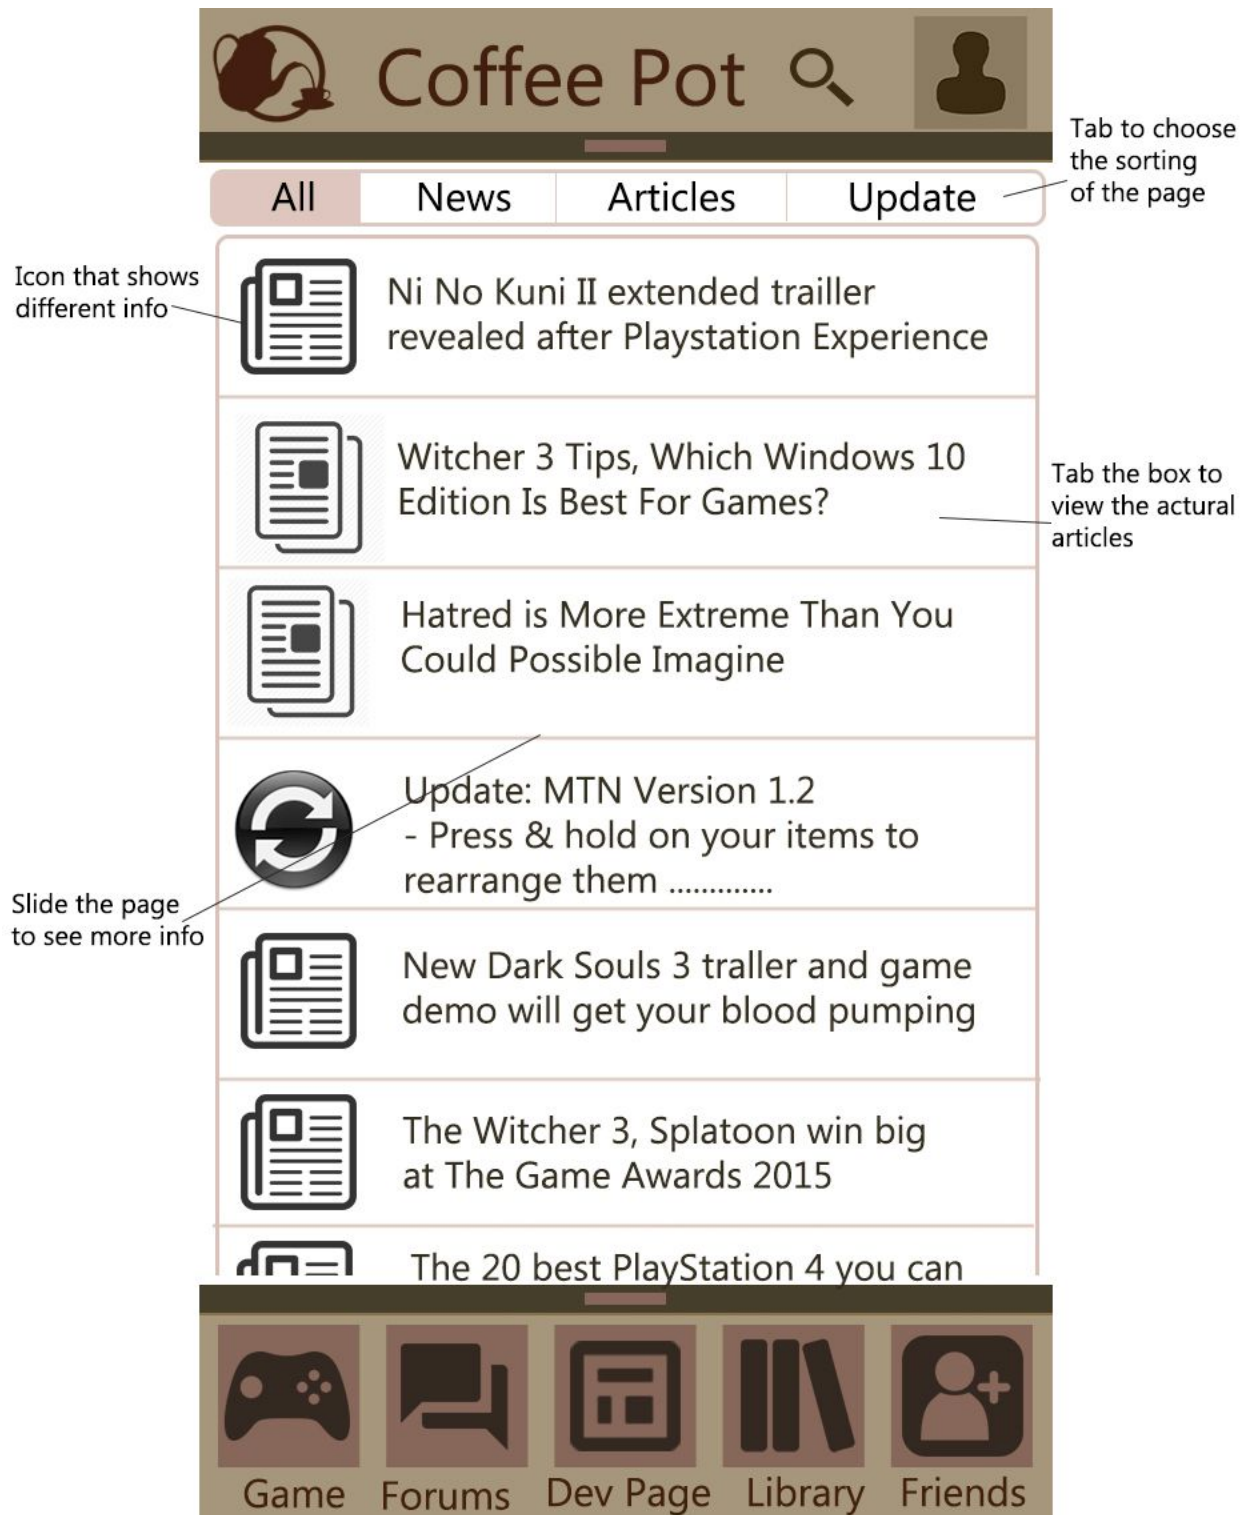 Coffee Pot
Tab to choose
the sorting
of the page
All News Articles Update
Icon that shows
different info
Ni No Kuni II extended trailler
revealed after Playstation Experience
Witcher 3 Tips, Which Windows 10
Edition Is Best For Games?
Tab the box to
view the actural
articles
Hatred is More Extreme Than You
Could Possible Imagine
Update: MTN Version 1.2
- Press & hold on your items to
rearrange them .............
Slide the page
to see more info
New Dark Souls 3 traller and game
demo will get your blood pumping
The Witcher 3, Splatoon win big
at The Game Awards 2015
The 20 best PlayStation 4 you can
Game Forums Dev Page Library Friends